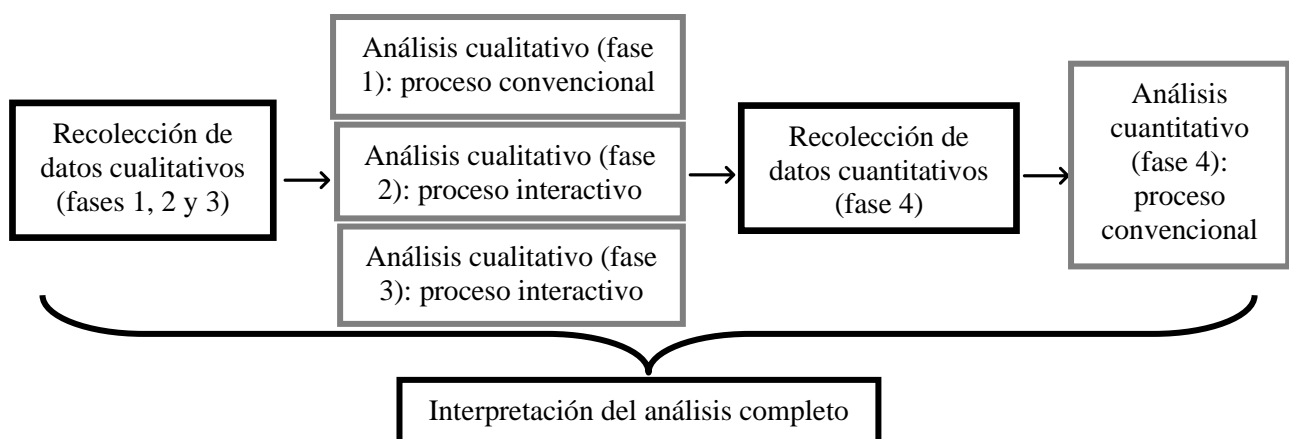 Recolección de
datos cualitativos
(fases 1, 2 y 3)
Análisis cualitativo (fase
1): proceso convencional
Análisis cualitativo (fase
2): proceso interactivo
Análisis cualitativo (fase
3): proceso interactivo
Recolección de
datos cuantitativos
(fase 4)
Análisis
cuantitativo
(fase 4):
proceso
convencional
Interpretación del análisis completo